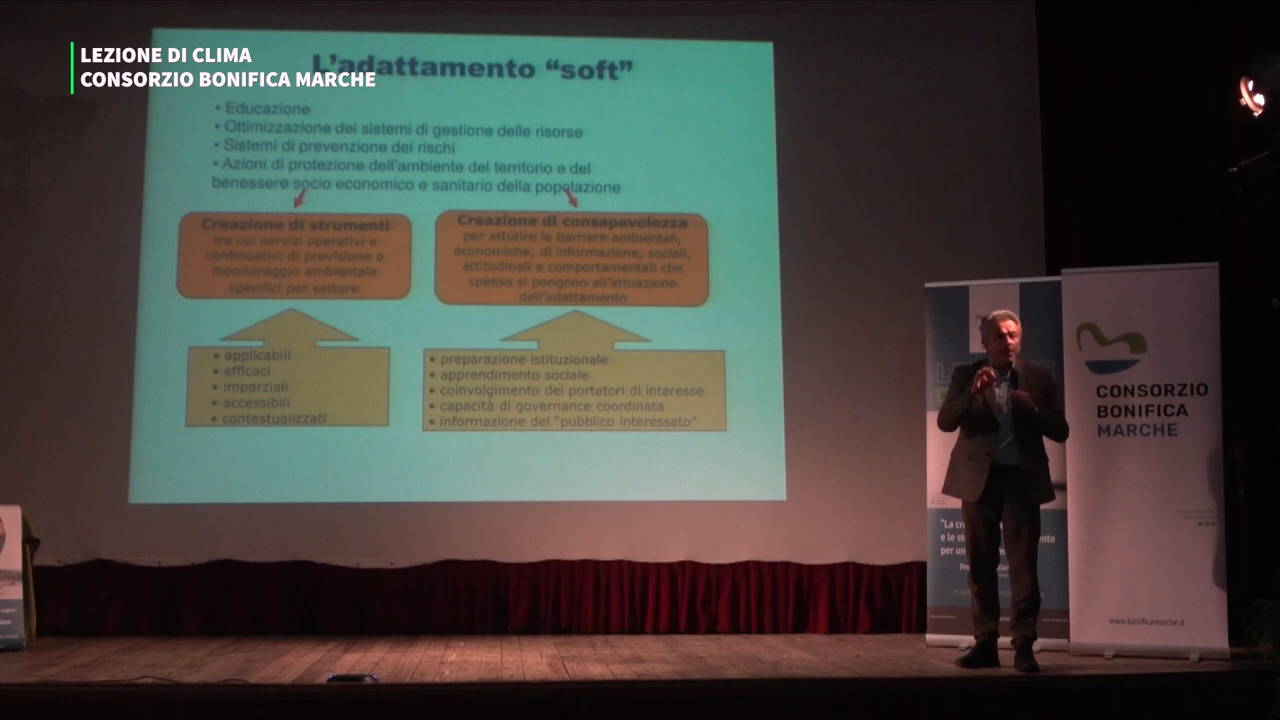 LEZIONE DI CLIMA
CONSORZIO BONIFICA MARCHE
L'adattamento “soft”
• Educazione
• Ottimizzazione dei sistemi di gestione delle risorse
• Sistemi di prevenzione dei rischi
• Azioni di protezione dell'ambiente del territorio e del
benessere socio economico e sanitario della popolazione
Creazione di strumenti
tra cui servizi operativi e
continuativi di previsione e
monitoraggio ambientale
specifici per settore
Creazione di consapevolezza
per attutire le barriere ambientali,
economiche, di informazione, sociali,
attitudinali e comportamentali che
spesso si pongono all'attuazione
dell'adattamento
• applicabili
• efficaci
• imparziali
• accessibili
• contestualizzati
• preparazione istituzionale
• apprendimento sociale
• coinvolgimento dei portatori di interesse
• capacità di governance coordinata
• informazione del “pubblico interessato”
CONSORZIO
BONIFICA
MARCHE
www.bonificamarche.it
"La
e le
per un